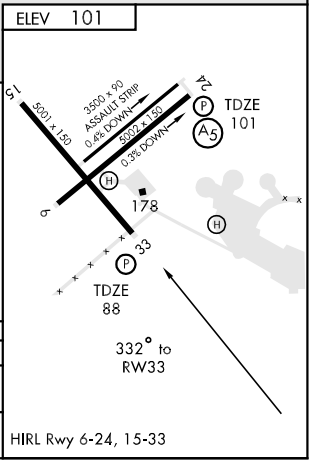 ELEV 101
15
5001 x 150
3500 x 90
ASSAULT STRIP
0.4% DOWN
24
5002 x 150
0.3% DOWN
P
TDZE
101
A5
H
178
6
H
x x
33
P
x x x x x x
TDZE
88
332° to
RW33
HIRL Rwy 6-24, 15-33